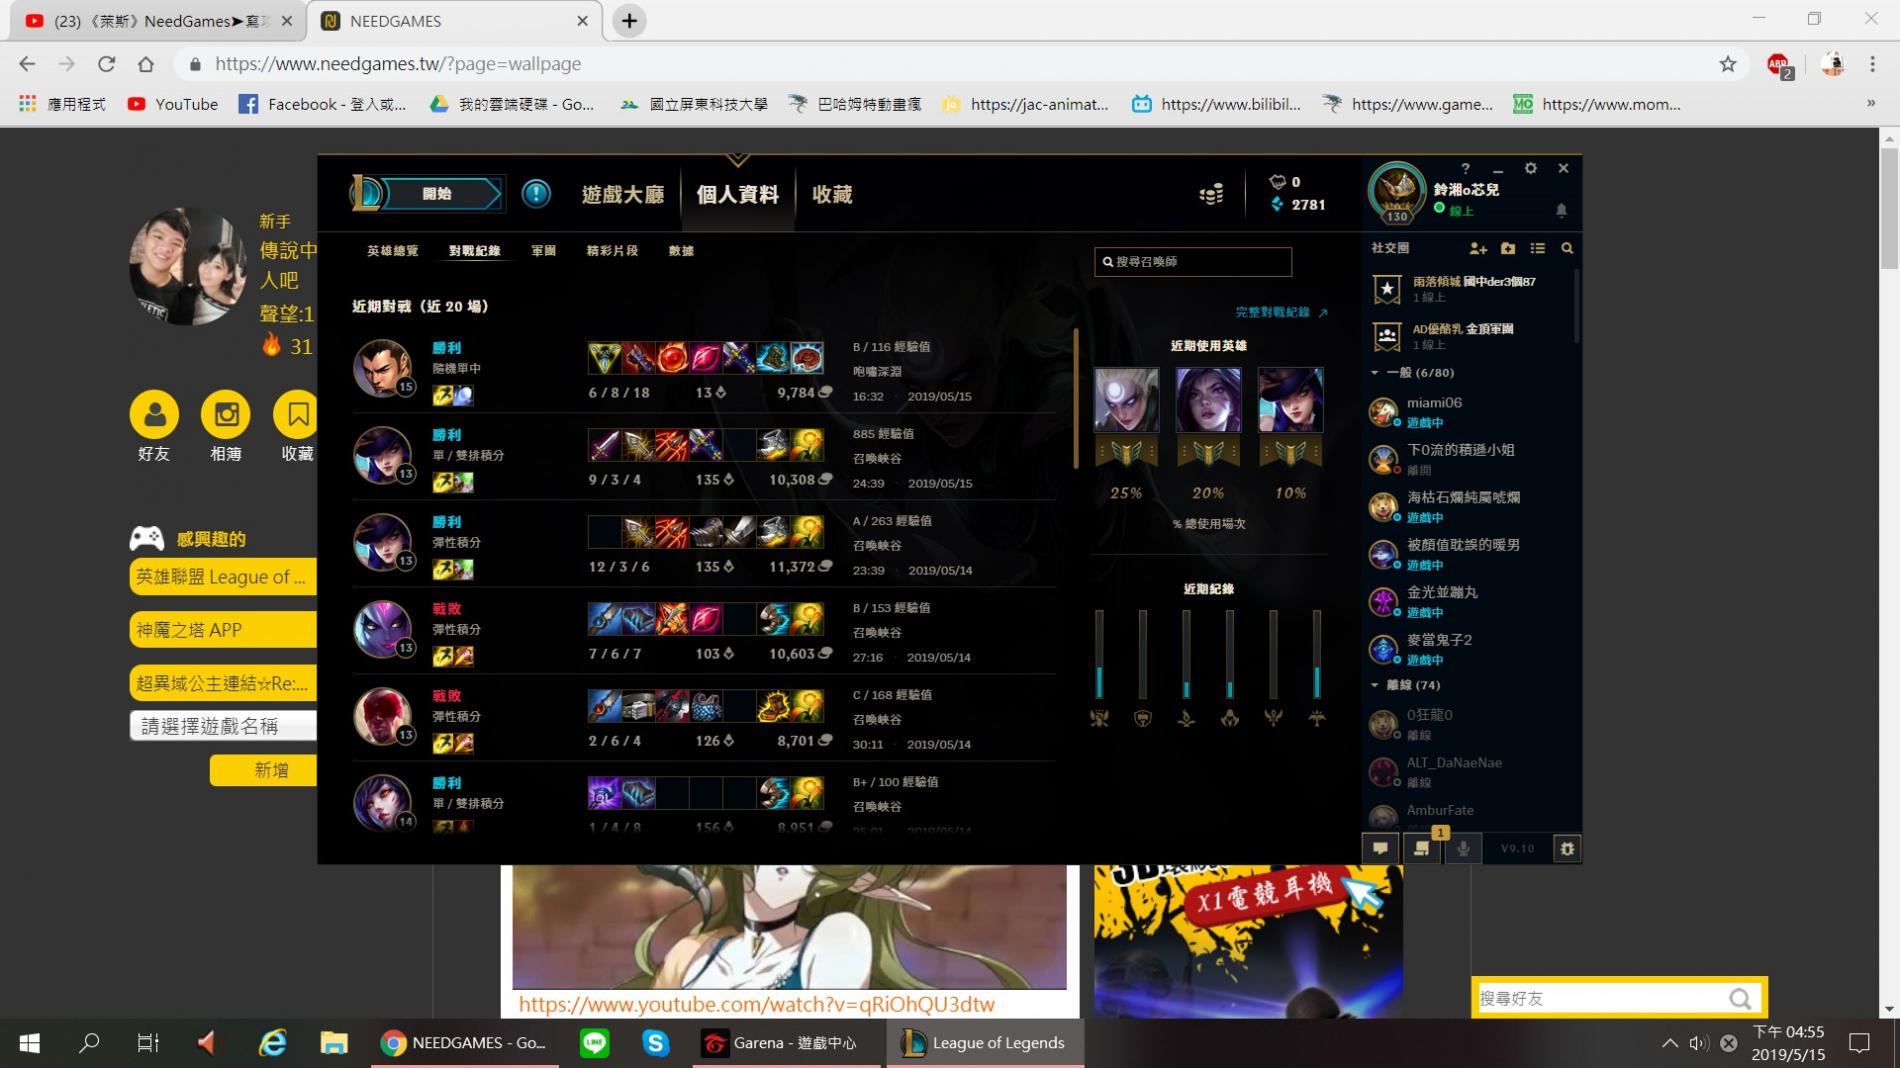 (23) 《萊斯》NeedGames➤寫攻
NEEDGAMES
https://www.needgames.tw/?page=wallpage
ABP
2
應用程式
YouTube
Facebook - 登入或...
我的雲端硬碟 - Go...
國立屏東科技大學
巴哈姆特動畫瘋
https://jac-animat...
https://www.bilibil...
https://www.game...
https://www.mom...
新手
傳說中
人吧
聲望:1
31
好友
相簿
收藏
感興趣的
英雄聯盟 League of ...
神魔之塔 APP
超異域公主連結☆Re:...
請選擇遊戲名稱
新增
開始
遊戲大廳
個人資料
收藏
0
2781
英雄總覽
對戰紀錄
軍團
精彩片段
數據
搜尋召喚師
近期對戰（近 20 場）
完整對戰紀錄
15
勝利
隨機單中
6 / 8 / 18
13
9,784
B / 116 經驗值
咆嘯深淵
16:32 · 2019/05/15
13
勝利
單 / 雙排積分
9 / 3 / 4
135
10,308
885 經驗值
召喚峽谷
24:39 · 2019/05/15
13
勝利
彈性積分
12 / 3 / 6
135
11,372
A / 263 經驗值
召喚峽谷
23:39 · 2019/05/14
13
戰敗
彈性積分
7 / 6 / 7
103
10,603
B / 153 經驗值
召喚峽谷
27:16 · 2019/05/14
13
戰敗
彈性積分
2 / 6 / 4
126
8,701
C / 168 經驗值
召喚峽谷
30:11 · 2019/05/14
14
勝利
單 / 雙排積分
1 / 4 / 8
156
8,951
B+ / 100 經驗值
召喚峽谷
25:01 · 2019/05/14
近期使用英雄
25%
20%
10%
% 總使用場次
近期紀錄
?
130
鈴湘o芯兒
線上
社交圈
雨落傾城 國中der3個87
1 線上
AD優酪乳 金頂軍團
1 線上
一般 (6/80)
miami06
遊戲中
下0流的積遜小姐
離開
海枯石爛純屬唬爛
遊戲中
被顏值耽誤的暖男
遊戲中
金光並蹦丸
遊戲中
麥當鬼子2
遊戲中
離線 (74)
0狂龍0
離線
ALT_DaNaeNae
離線
AmburFate
1
V9.10
X1電競耳機
https://www.youtube.com/watch?v=qRiOhQU3dtw
搜尋好友
NEEDGAMES - Go...
LINE
Garena - 遊戲中心
League of Legends
下午 04:55
2019/5/15